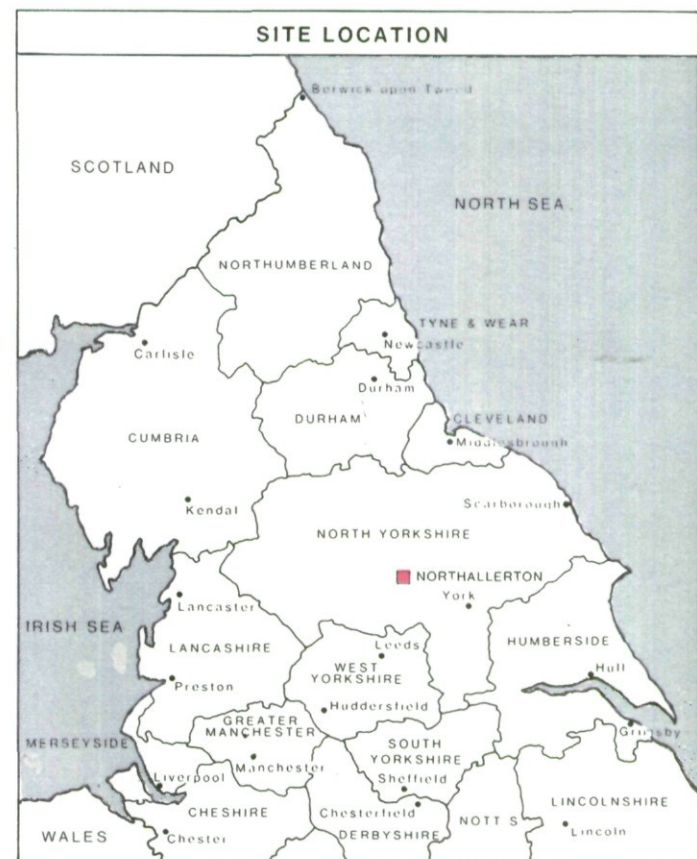 SITE LOCATION
Berwick upon Tweed
SCOTLAND
NORTH SEA
NORTHUMBERLAND
TYNE & WEAR
Newcastle
Carlisle
Durham
DURHAM
CLEVELAND
CUMBRIA
Middlesbrough
Kendal
Scarborough
NORTH YORKSHIRE
NORTHALLERTON
York
Lancaster
IRISH SEA
LANCASHIRE
Leeds
HUMBERSIDE
WEST
YORKSHIRE
Hull
Preston
Huddersfield
GREATER
MANCHESTER
Grimsby
MERSEYSIDE
SOUTH
YORKSHIRE
Manchester
Liverpool
Sheffield
CHESHIRE
Chesterfield
LINCOLNSHIRE
NOTT S
WALES
Chester
DERBYSHIRE
Lincoln